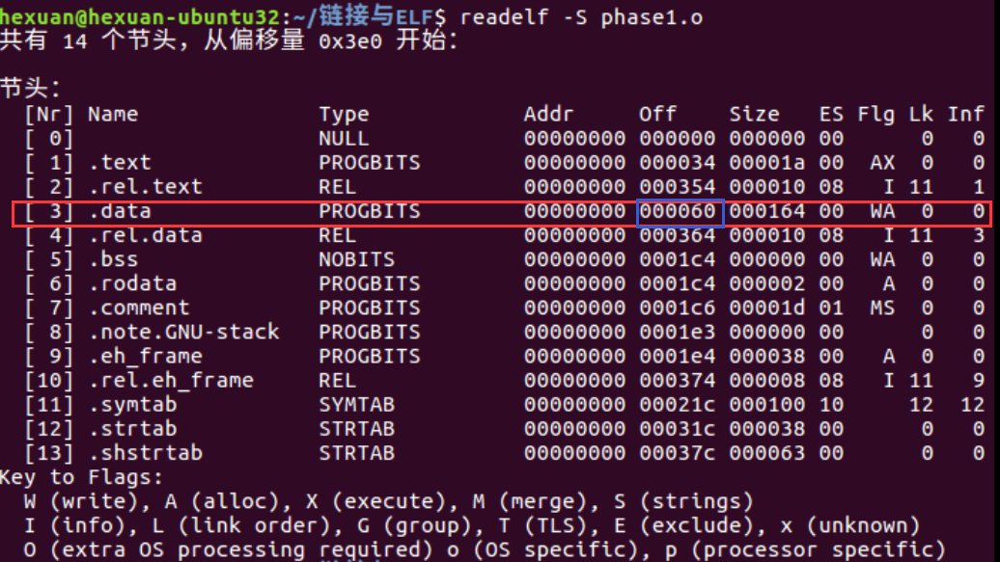 hexuan@hexuan-ubuntu32:~/链接与ELF$ readelf -S phase1.o
共有 14 个节头，从偏移量 0x3e0 开始：
节头：
[Nr] Name Type Addr Off Size ES Flg Lk Inf
[ 0] NULL 00000000 000000 000000 00 0 0
[ 1] .text PROGBITS 00000000 000034 00001a 00 AX 0 0
[ 2] .rel.text REL 00000000 000354 000010 08 I 11 1
[ 3] .data PROGBITS 00000000 000060 000164 00 WA 0 0
[ 4] .rel.data REL 00000000 000364 000010 08 I 11 3
[ 5] .bss NOBITS 00000000 0001c4 000000 00 WA 0 0
[ 6] .rodata PROGBITS 00000000 0001c4 000002 00 A 0 0
[ 7] .comment PROGBITS 00000000 0001c6 00001d 01 MS 0 0
[ 8] .note.GNU-stack PROGBITS 00000000 0001e3 000000 00 0 0
[ 9] .eh_frame PROGBITS 00000000 0001e4 000038 00 A 0 0
[10] .rel.eh_frame REL 00000000 000374 000008 08 I 11 9
[11] .symtab SYMTAB 00000000 00021c 000100 10 12 12
[12] .strtab STRTAB 00000000 00031c 000038 00 0 0
[13] .shstrtab STRTAB 00000000 00037c 000063 00 0 0
Key to Flags:
W (write), A (alloc), X (execute), M (merge), S (strings)
I (info), L (link order), G (group), T (TLS), E (exclude), x (unknown)
O (extra OS processing required) o (OS specific), p (processor specific)